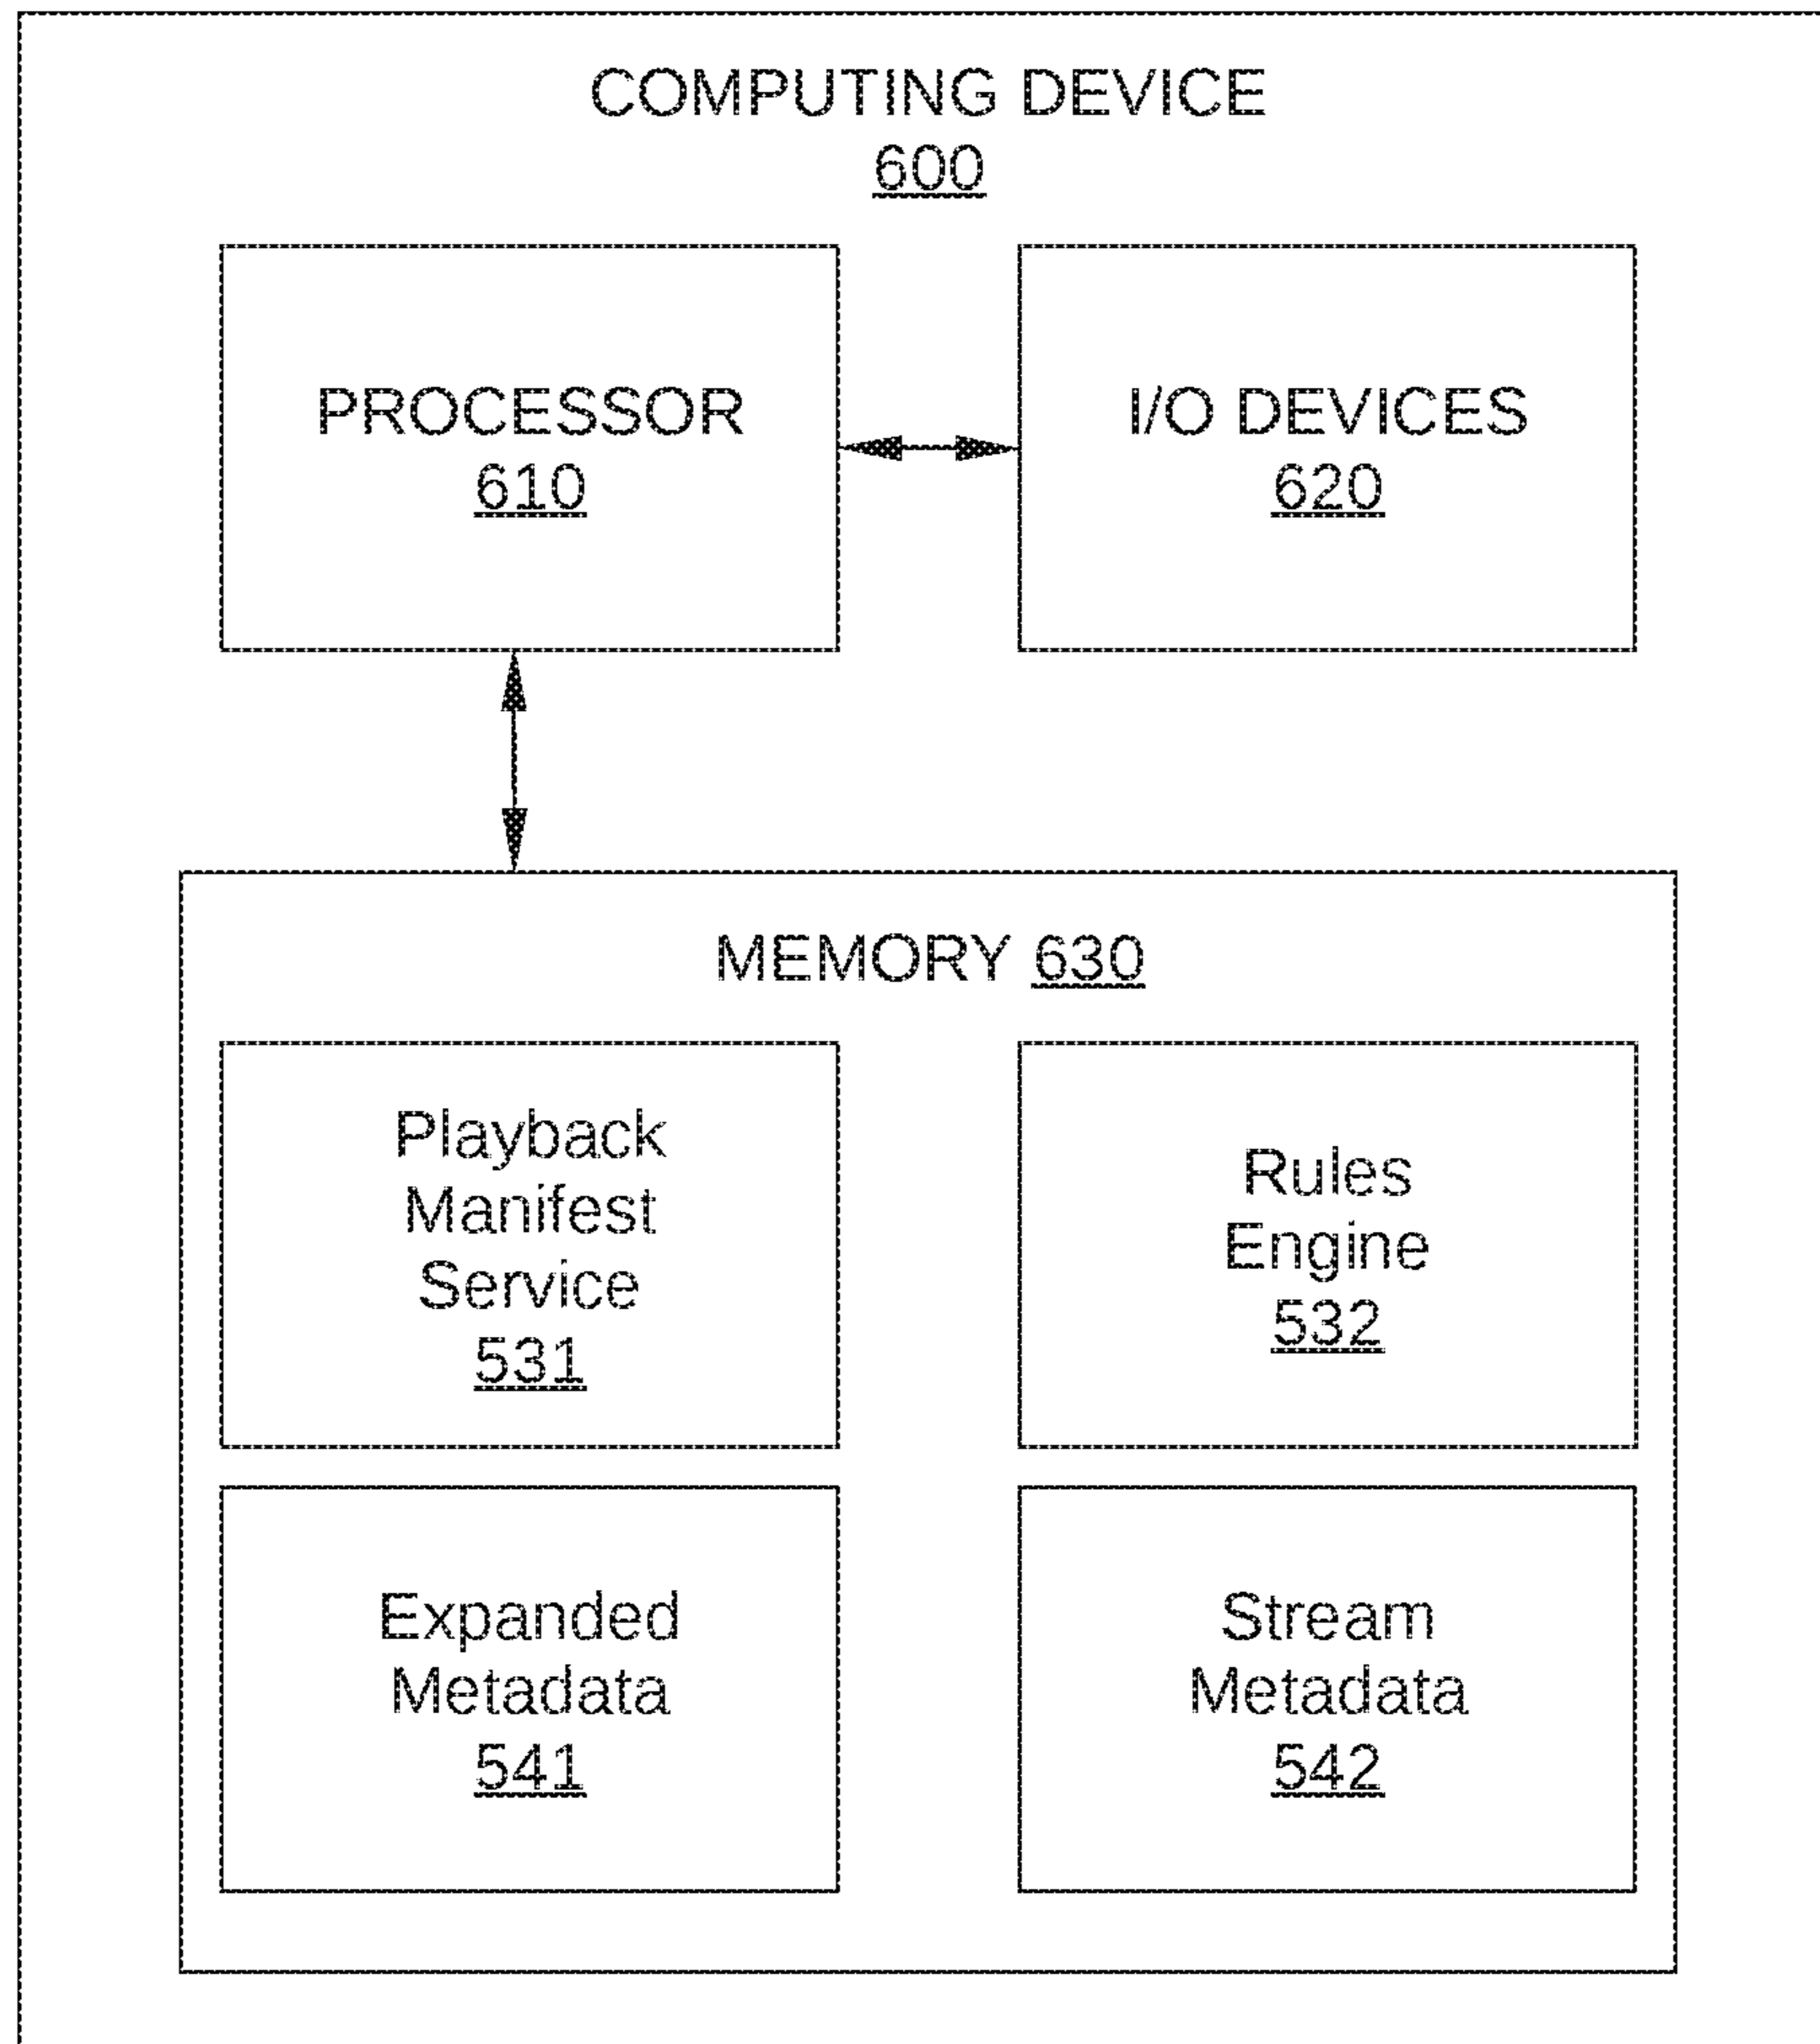 COMPUTING DEVICE
600
PROCESSOR
610
I/O DEVICES
620
MEMORY 630
Playback
Manifest
Service
531
Rules
Engine
532
Expanded
Metadata
541
Stream
Metadata
542